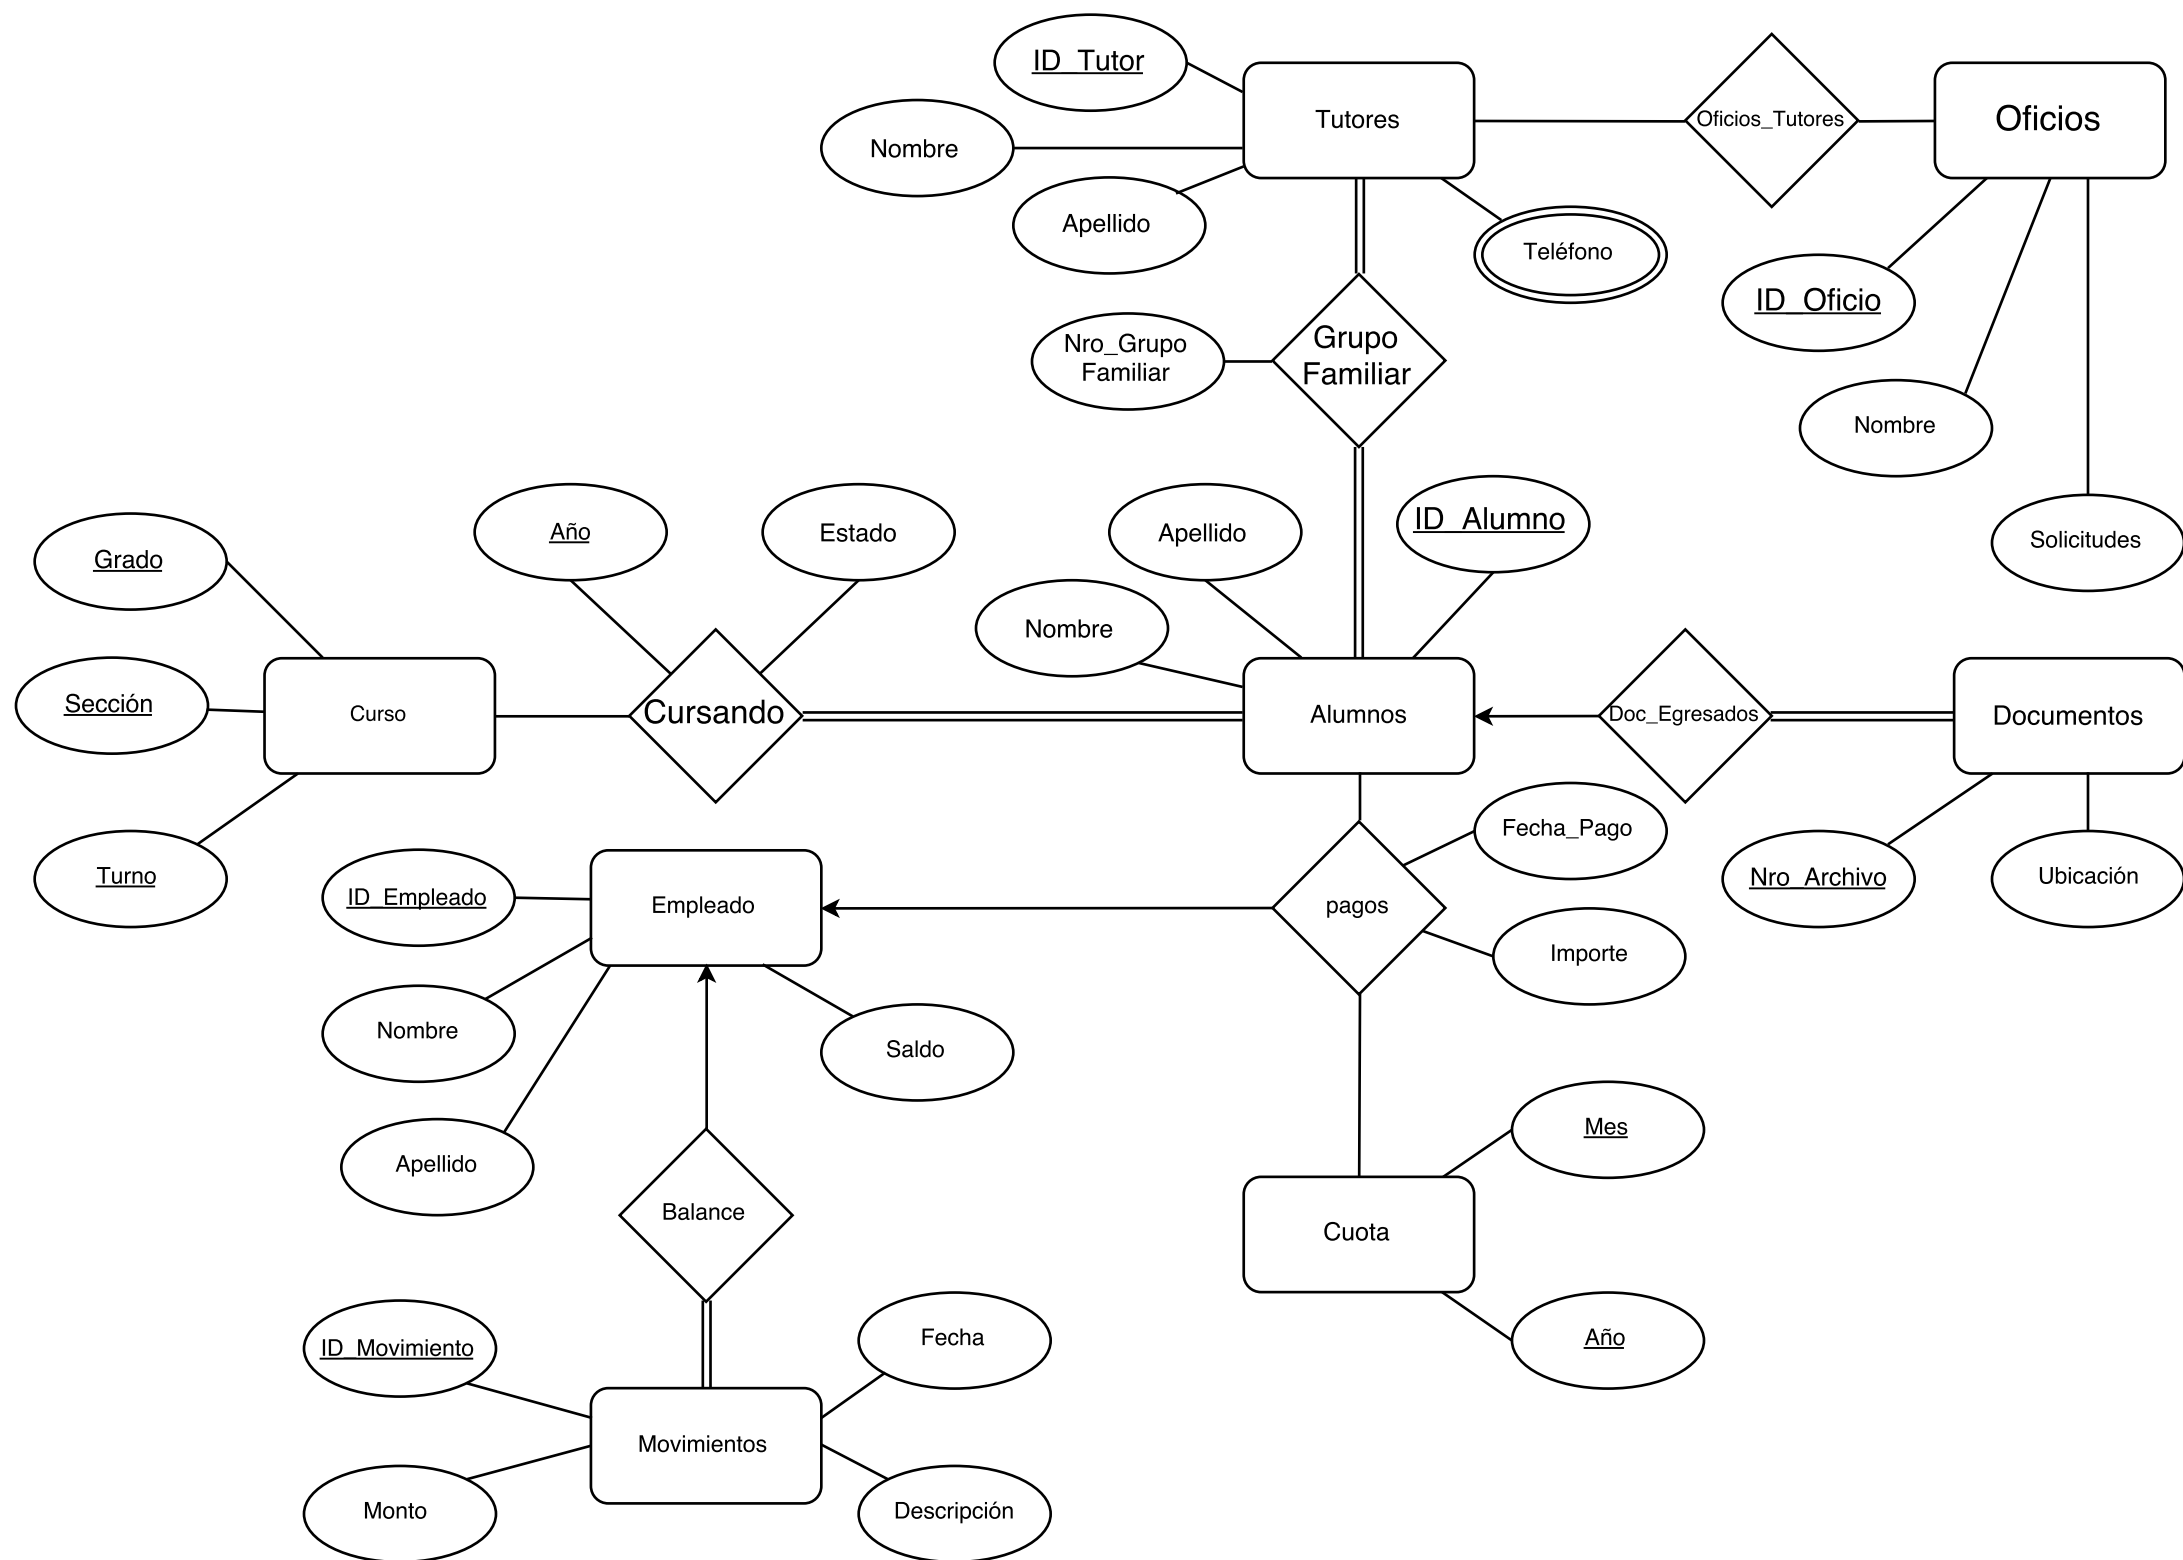 ID_Tutor
Tutores
Oficios_Tutores
Oficios
Nombre
Apellido
Teléfono
ID_Oficio
Nro_Grupo
Familiar
Grupo
Familiar
Nombre
Solicitudes
Año
Estado
Apellido
ID_Alumno
Grado
Nombre
Sección
Curso
Cursando
Alumnos
Doc_Egresados
Documentos
Turno
ID_Empleado
Empleado
pagos
Fecha_Pago
Nro_Archivo
Ubicación
Importe
Nombre
Saldo
Apellido
Balance
Mes
Cuota
Año
ID_Movimiento
Fecha
Movimientos
Monto
Descripción